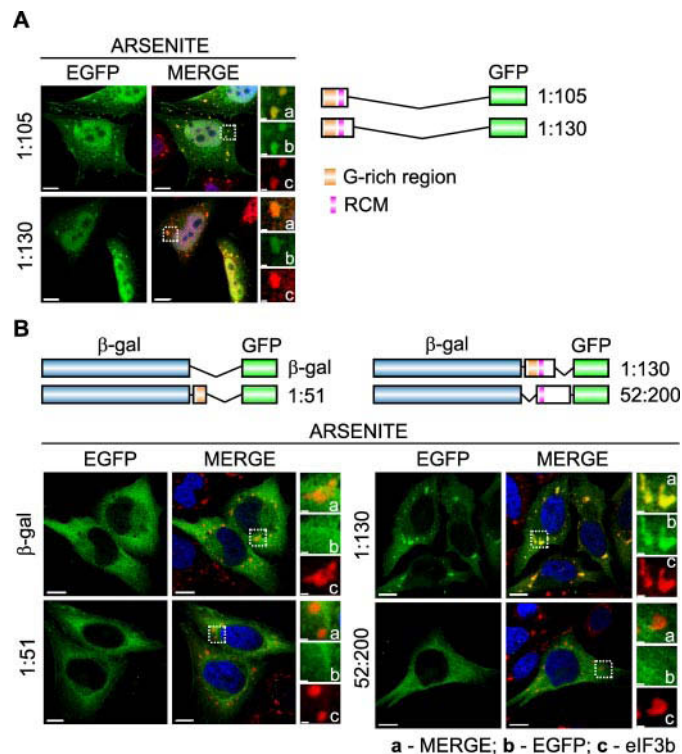 A
ARSENITE
EGFP MERGE
1:105
a
b
c
1:130
a
b
c
GFP
1:105
1:130
G-rich region
RCM
B
β-gal GFP
β-gal
1:51
β-gal GFP
1:130
52:200
ARSENITE
EGFP MERGE
β-gal
a
b
c
1:51
a
b
c
EGFP MERGE
1:130
a
b
c
52:200
a
b
c
a - MERGE; b - EGFP; c - eIF3b